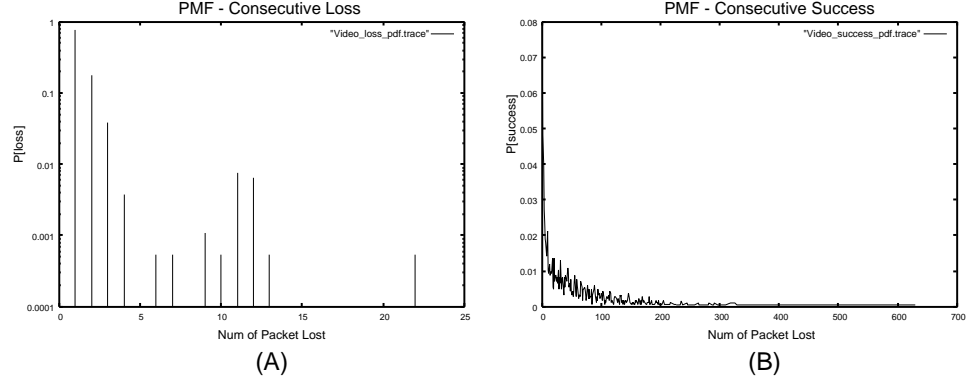 PMF - Consecutive Loss
"Video_loss_pdf.trace"
P[loss]
1
0.1
0.01
0.001
0.0001
0 5 10 15 20 25
Num of Packet Lost
(A)
PMF - Consecutive Success
"Video_success_pdf.trace"
P[success]
0.08
0.07
0.06
0.05
0.04
0.03
0.02
0.01
0
0 100 200 300 400 500 600 700
Num of Packet Lost
(B)